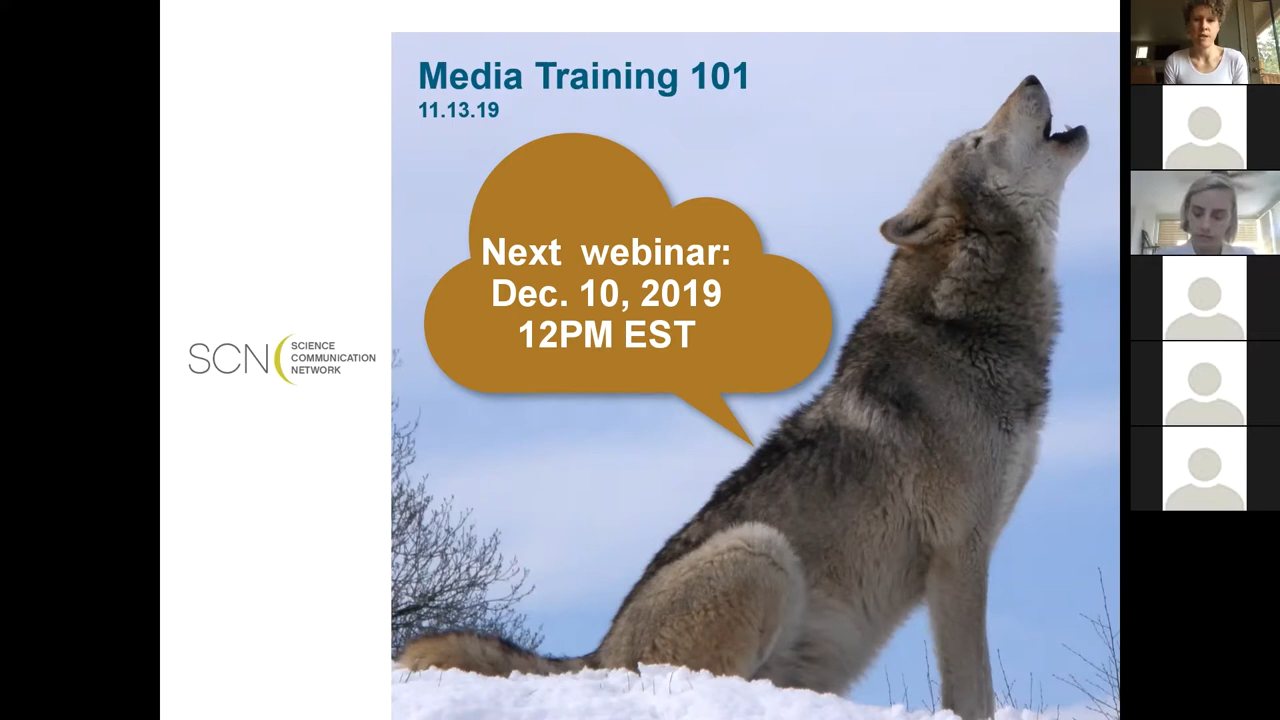 Media Training 101
11.13.19
Next webinar:
Dec. 10, 2019
12PM EST
SCN
SCIENCE
COMMUNICATION
NETWORK